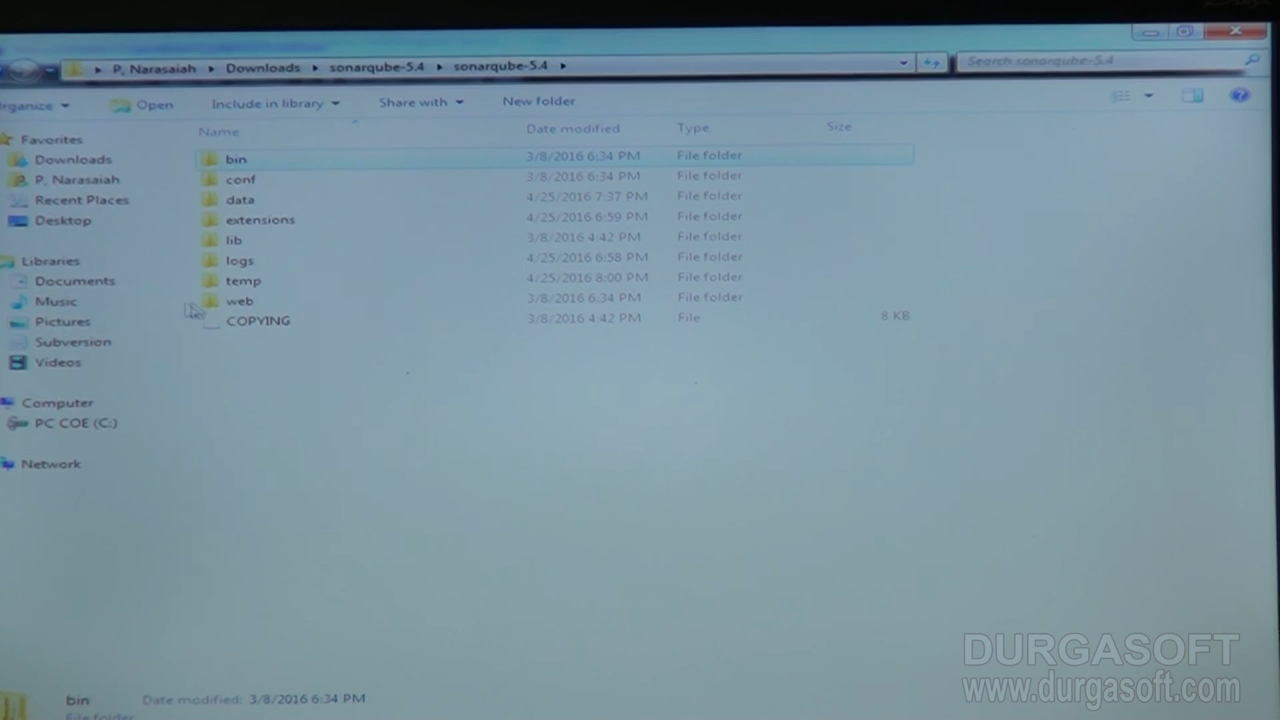 P, Narasaiah Downloads sonarqube-5.4 sonarqube-5.4
Search sonarqube-5.4
rganize Open Include in library Share with New folder
Name Date modified Type Size
Favorites
Downloads
P, Narasaiah
Recent Places
Desktop
Libraries
Documents
Music
Pictures
Subversion
Videos
Computer
PC COE (C:)
Network
bin 3/8/2016 6:34 PM File folder
conf 3/8/2016 6:34 PM File folder
data 4/25/2016 7:37 PM File folder
extensions 4/25/2016 6:59 PM File folder
lib 3/8/2016 4:42 PM File folder
logs 4/25/2016 6:58 PM File folder
temp 4/25/2016 8:00 PM File folder
web 3/8/2016 6:34 PM File folder
COPYING 3/8/2016 4:42 PM File 8 KB
bin Date modified: 3/8/2016 6:34 PM
File folder
DURGASOFT
www.durgasoft.com